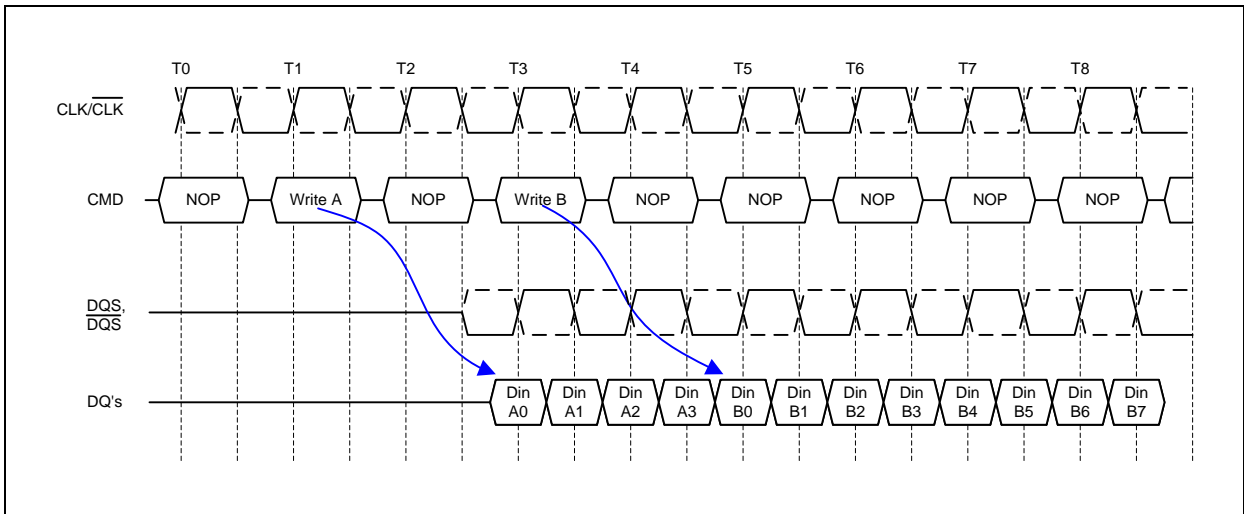 T0 T1 T2 T3 T4 T5 T6 T7 T8
CLK/CLK
CMD NOP Write A NOP Write B NOP NOP NOP NOP NOP
DQS,
DQS
DQ's Din Din Din Din Din Din Din Din Din Din Din Din
A0 A1 A2 A3 B0 B1 B2 B3 B4 B5 B6 B7